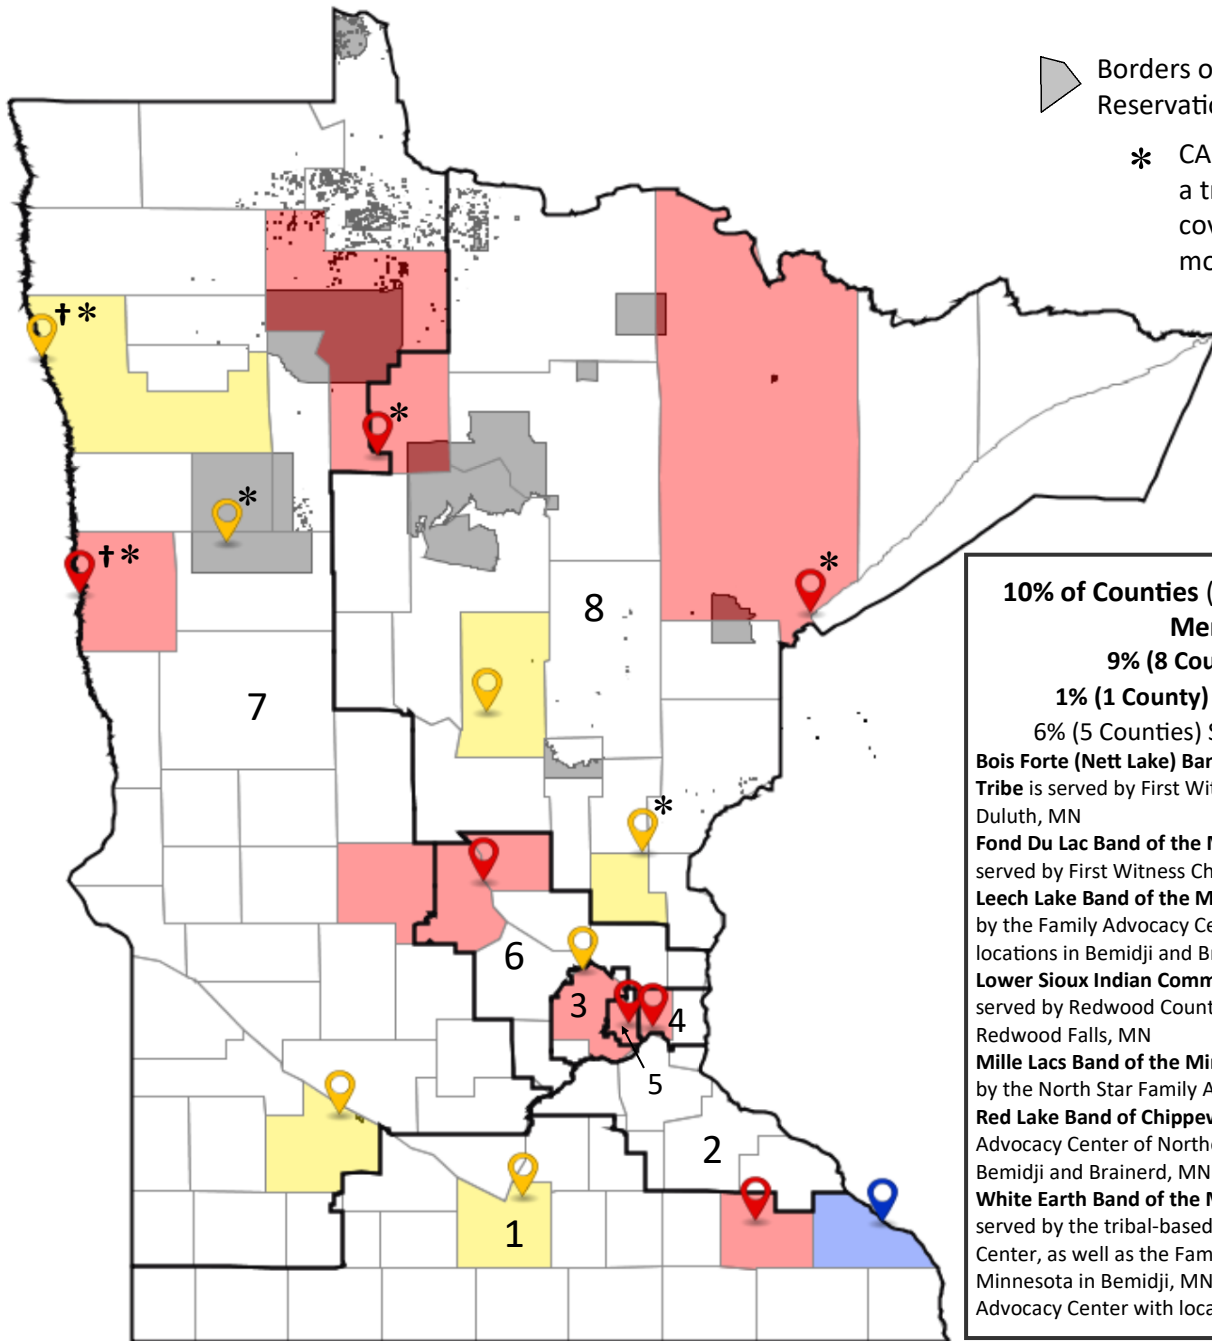 Borders o
Reservati
* CA
a t
cov
mo
†*
*
*
†*
*
8
7
*
6
3
4
5
2
1
10% of Counties (
Me
9% (8 Cou
1% (1 County)
6% (5 Counties) S
Bois Forte (Nett Lake) Ban
Tribe is served by First Wit
Duluth, MN
Fond Du Lac Band of the M
served by First Witness Ch
Leech Lake Band of the M
by the Family Advocacy Ce
locations in Bemidji and B
Lower Sioux Indian Comm
served by Redwood Count
Redwood Falls, MN
Mille Lacs Band of the Min
by the North Star Family A
Red Lake Band of Chippew
Advocacy Center of Northe
Bemidji and Brainerd, MN
White Earth Band of the M
served by the tribal-based
Center, as well as the Fam
Minnesota in Bemidji, MN
Advocacy Center with loca